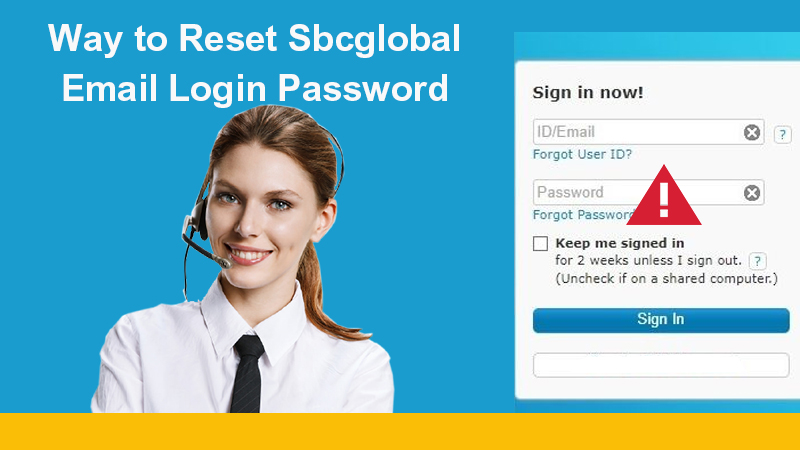 Way to Reset Sbcglobal
Email Login Password
Sign in now!
ID/Email
?
Forgot User ID?
Password
!
Forgot Password
Keep me signed in
for 2 weeks unless I sign out. ?
(Uncheck if on a shared computer.)
Sign In